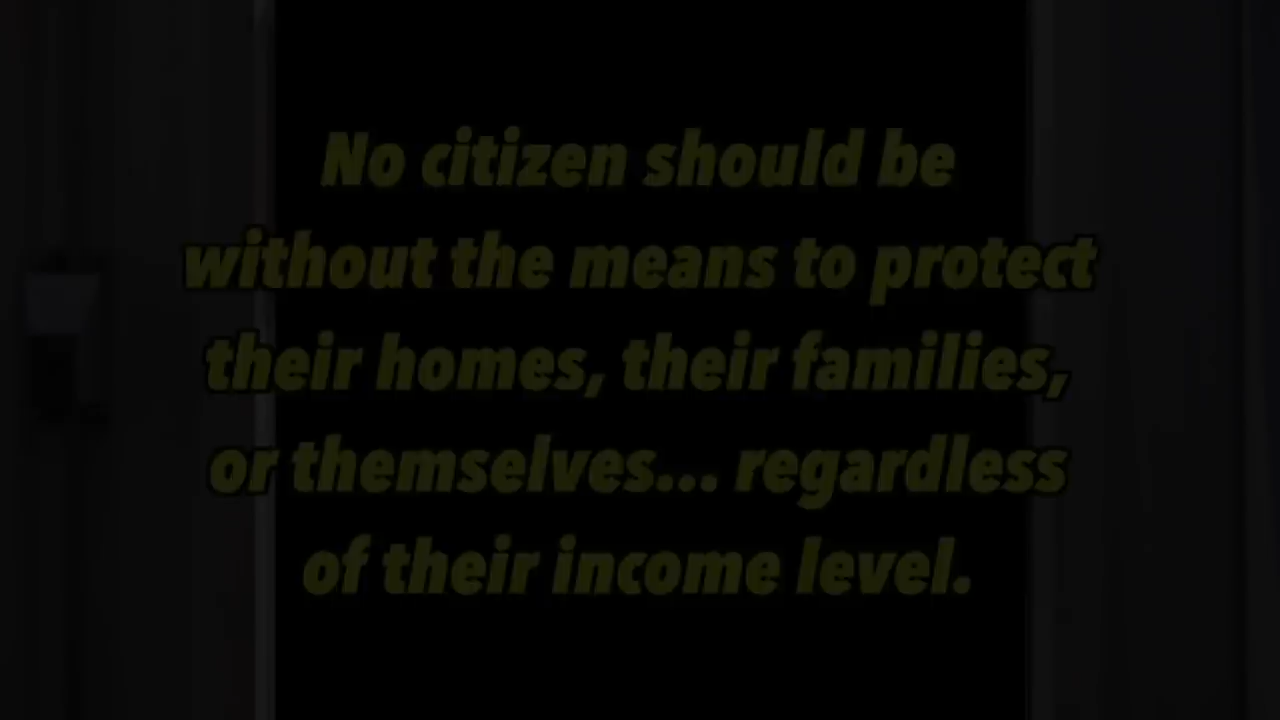 No citizen should be
without the means to protect
their homes, their families,
or themselves... regardless
of their income level.